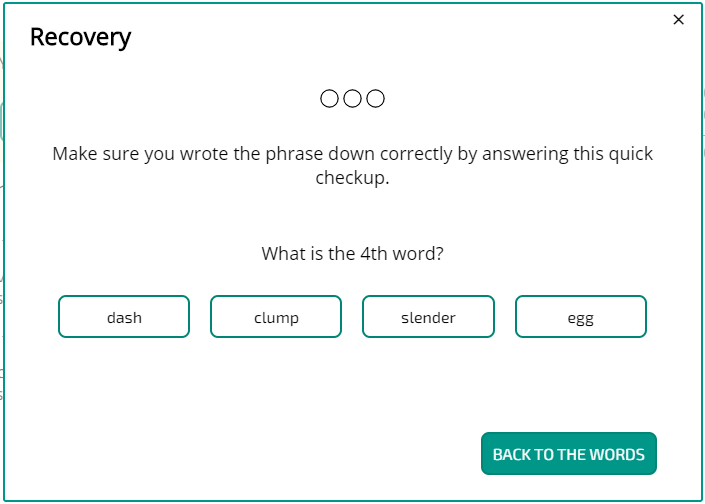 Recovery
Make sure you wrote the phrase down correctly by answering this quick
checkup.
What is the 4th word?
dash clump slender egg
BACK TO THE WORDS